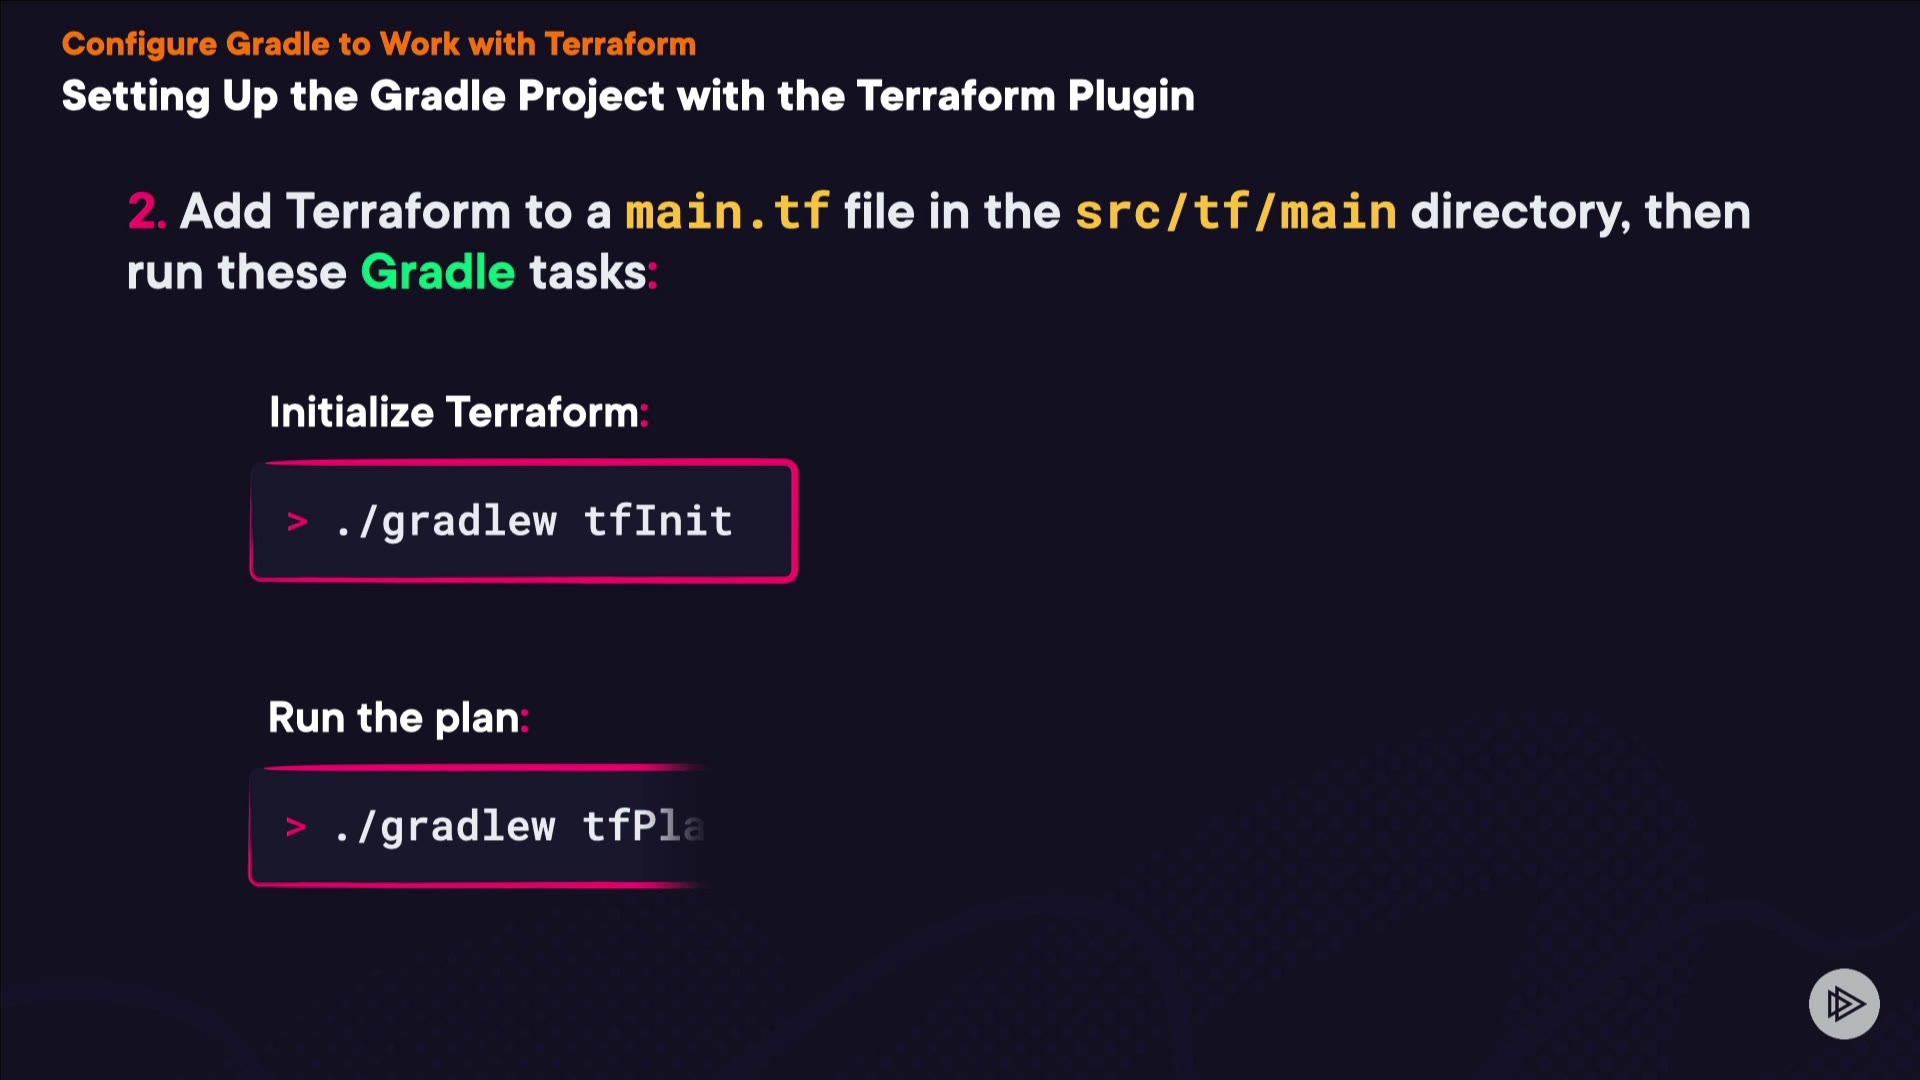 Configure Gradle to Work with Terraform
Setting Up the Gradle Project with the Terraform Plugin
2. Add Terraform to a main.tf file in the src/tf/main directory, then
run these Gradle tasks:
Initialize Terraform:
> ./gradlew tfInit
Run the plan:
> ./gradlew tfPla